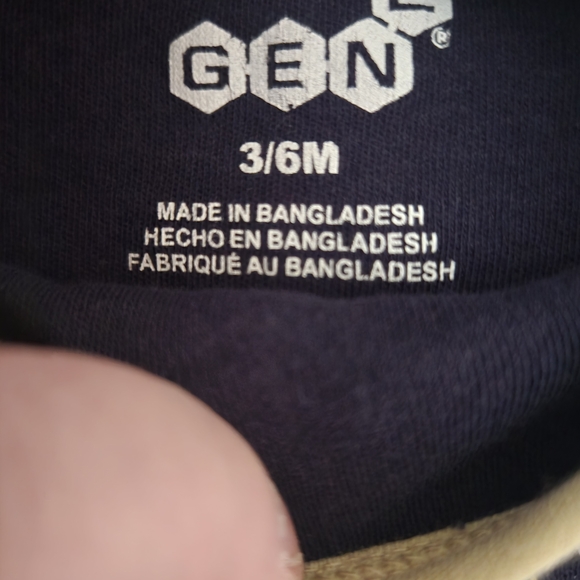 GEN
®
3/6M
MADE IN BANGLADESH
HECHO EN BANGLADESH
FABRIQUÉ AU BANGLADESH